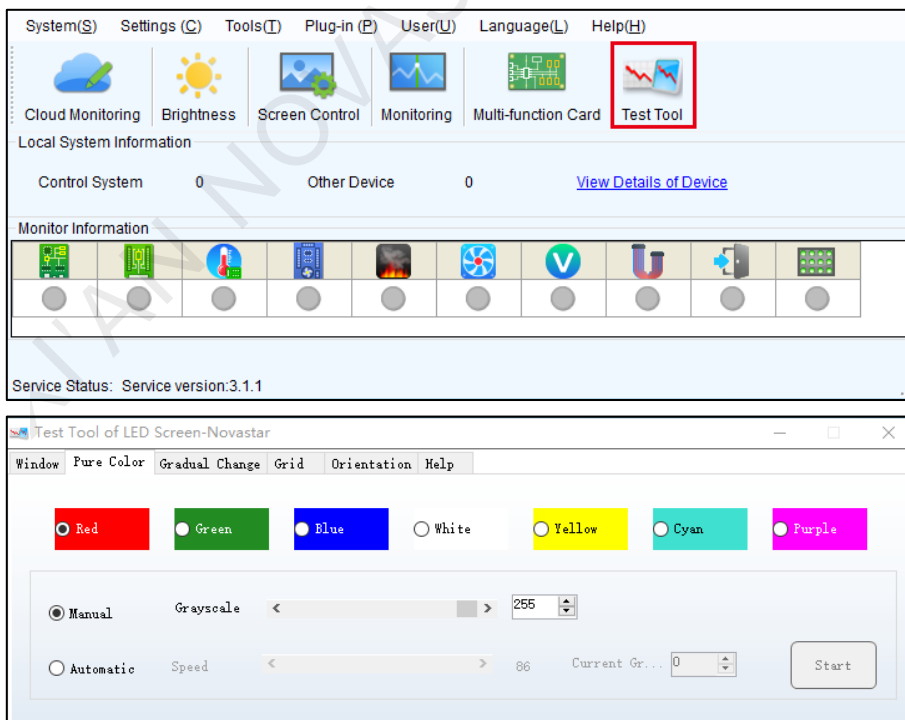 System(S) Settings (C) Tools(T) Plug-in (P) User(U) Language(L) Help(H)
Cloud Monitoring Brightness Screen Control Monitoring Multi-function Card Test Tool
Local System Information
Control System 0 Other Device 0 View Details of Device
Monitor Information
V
Service Status: Service version:3.1.1
XI'AN NOVAS
Test Tool of LED Screen-Novastar
Window Pure Color Gradual Change Grid Orientation Help
Red Green Blue White Yellow Cyan Purple
Manual Grayscale 255
Automatic Speed 86 Current Gr... 0 Start